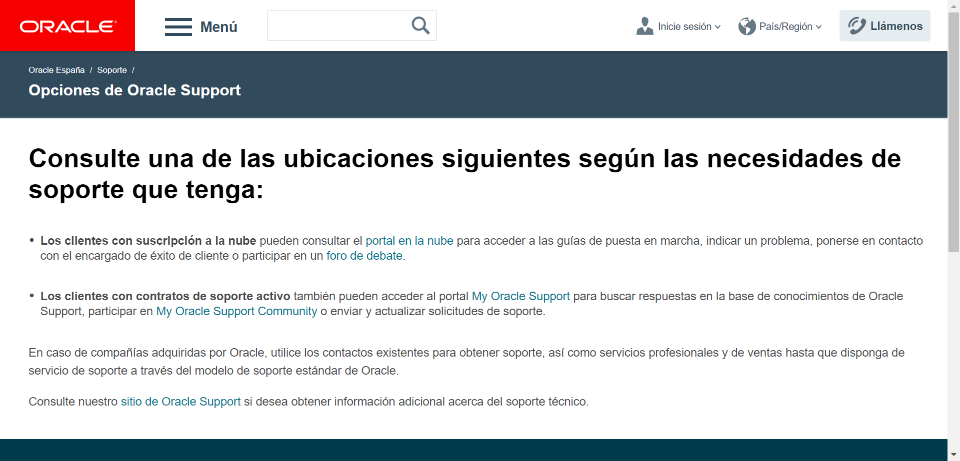 ORACLE
Menú
Inicie sesión
País/Región
Llámenos
Oracle España / Soporte /
Opciones de Oracle Support
Consulte una de las ubicaciones siguientes según las necesidades de
soporte que tenga:
• Los clientes con suscripción a la nube pueden consultar el portal en la nube para acceder a las guías de puesta en marcha, indicar un problema, ponerse en contacto
con el encargado de éxito de cliente o participar en un foro de debate.
• Los clientes con contratos de soporte activo también pueden acceder al portal My Oracle Support para buscar respuestas en la base de conocimientos de Oracle
Support, participar en My Oracle Support Community o enviar y actualizar solicitudes de soporte.
En caso de compañías adquiridas por Oracle, utilice los contactos existentes para obtener soporte, así como servicios profesionales y de ventas hasta que disponga de
servicio de soporte a través del modelo de soporte estándar de Oracle.
Consulte nuestro sitio de Oracle Support si desea obtener información adicional acerca del soporte técnico.